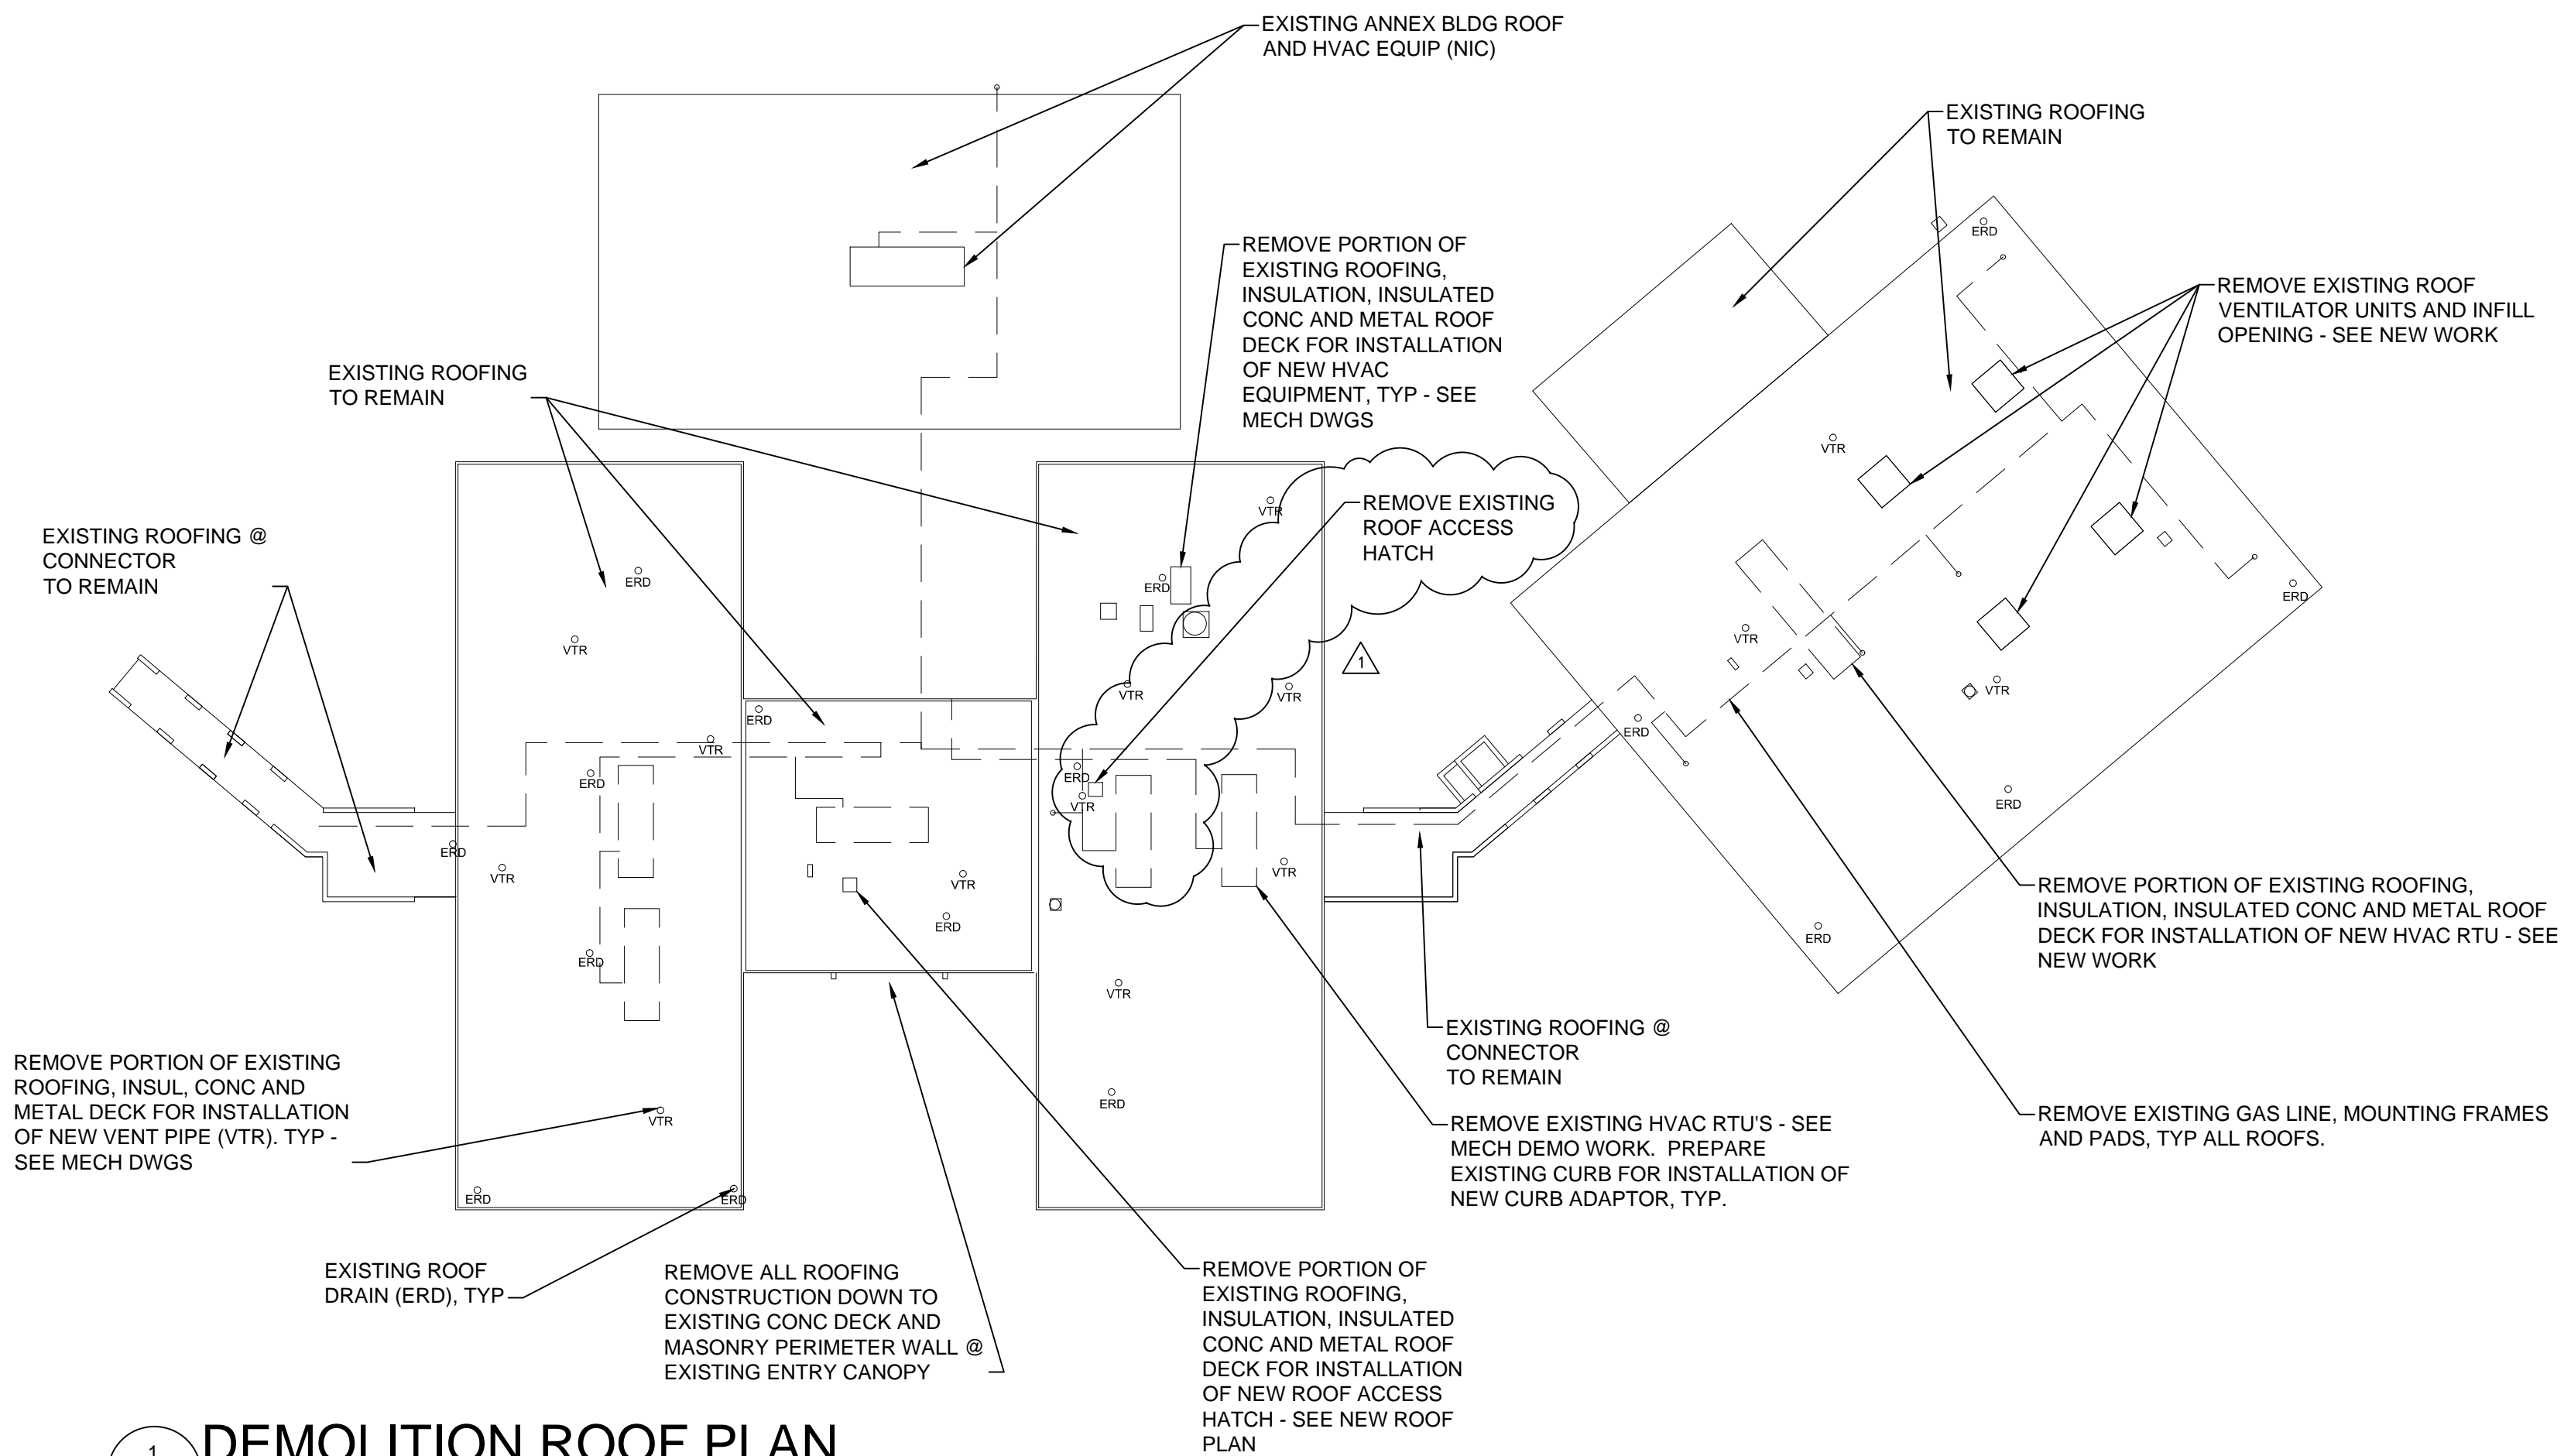 EXISTING ANNEX BLDG ROOF
AND HVAC EQUIP (NIC)
EXISTING ROOFING
TO REMAIN
REMOVE PORTION OF
EXISTING ROOFING,
INSULATION, INSULATED
CONC AND METAL ROOF
DECK FOR INSTALLATION
OF NEW HVAC
EQUIPMENT, TYP - SEE
MECH DWGS
ERD
REMOVE EXISTING ROOF
VENTILATOR UNITS AND INFILL
OPENING - SEE NEW WORK
EXISTING ROOFING
TO REMAIN
VTR
REMOVE EXISTING
ROOF ACCESS
HATCH
VTR
EXISTING ROOFING @
CONNECTOR
TO REMAIN
ERD
ERD
ERD
VTR
VTR
1
VTR
VTR
VTR
ERD
ERD
VTR
ERD
ERD
VTR
ERD
ERD
VTR
VTR
VTR
ERD
ERD
ERD
VTR
REMOVE PORTION OF EXISTING ROOFING,
INSULATION, INSULATED CONC AND METAL ROOF
DECK FOR INSTALLATION OF NEW HVAC RTU - SEE
NEW WORK
EXISTING ROOFING @
CONNECTOR
TO REMAIN
REMOVE PORTION OF EXISTING
ROOFING, INSUL, CONC AND
METAL DECK FOR INSTALLATION
OF NEW VENT PIPE (VTR). TYP -
SEE MECH DWGS
VTR
ERD
REMOVE EXISTING HVAC RTU'S - SEE
MECH DEMO WORK. PREPARE
EXISTING CURB FOR INSTALLATION OF
NEW CURB ADAPTOR, TYP.
REMOVE EXISTING GAS LINE, MOUNTING FRAMES
AND PADS, TYP ALL ROOFS.
ERD
ERD
EXISTING ROOF
DRAIN (ERD), TYP
REMOVE ALL ROOFING
CONSTRUCTION DOWN TO
EXISTING CONC DECK AND
MASONRY PERIMETER WALL @
EXISTING ENTRY CANOPY
REMOVE PORTION OF
EXISTING ROOFING,
INSULATION, INSULATED
CONC AND METAL ROOF
DECK FOR INSTALLATION
OF NEW ROOF ACCESS
HATCH - SEE NEW ROOF
PLAN
1
DEMOLITION ROOF PLAN